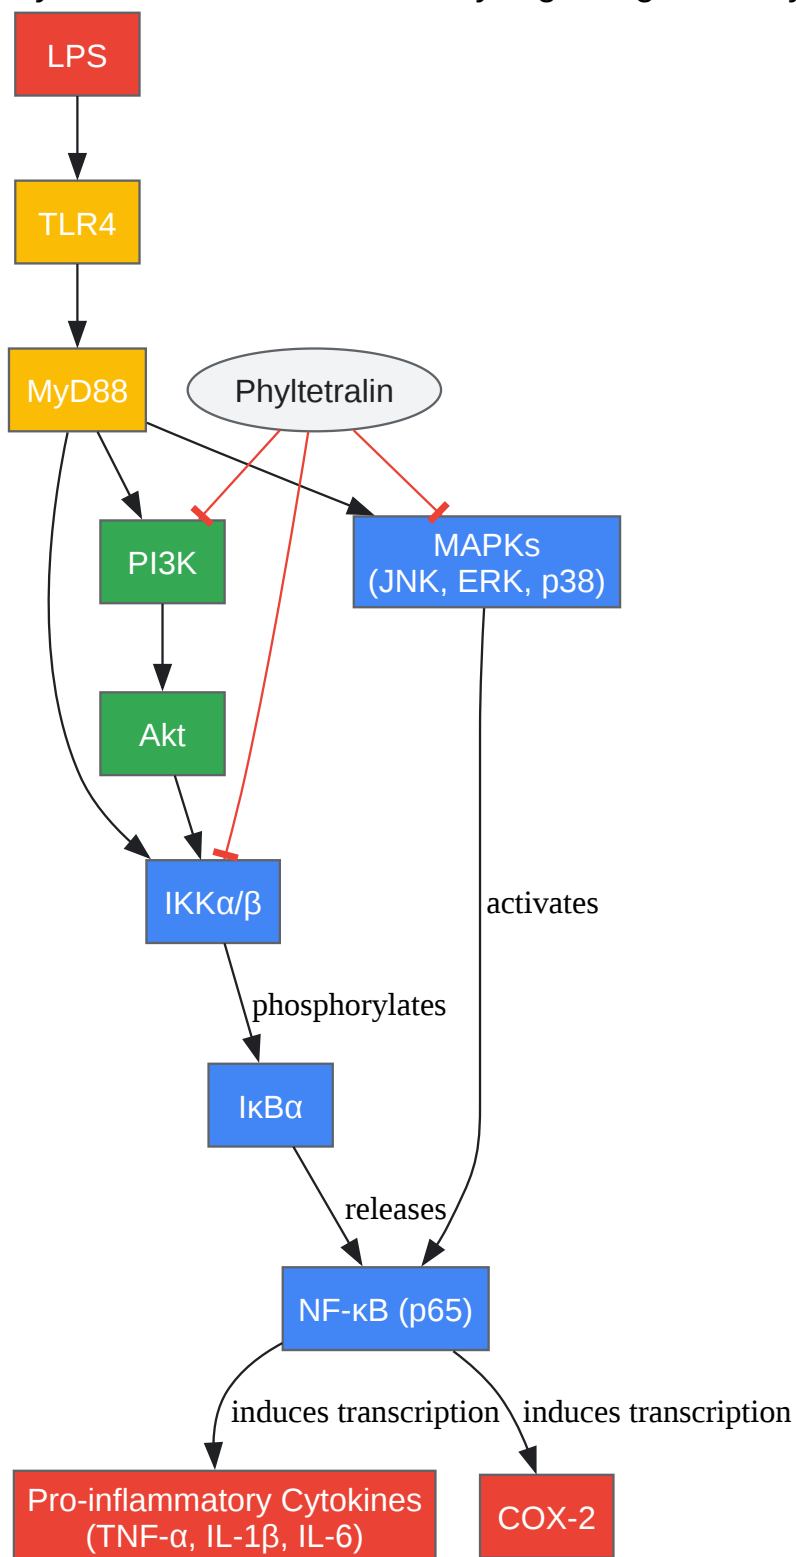 LPS
TLR4
MyD88
Phyltetralin
PI3K
MAPKs
(JNK, ERK, p38)
Akt
IKKα/β
activates
phosphorylates
IκBα
releases
NF-κB (p65)
induces transcription
induces transcription
Pro-inflammatory Cytokines
(TNF-α, IL-1β, IL-6)
COX-2